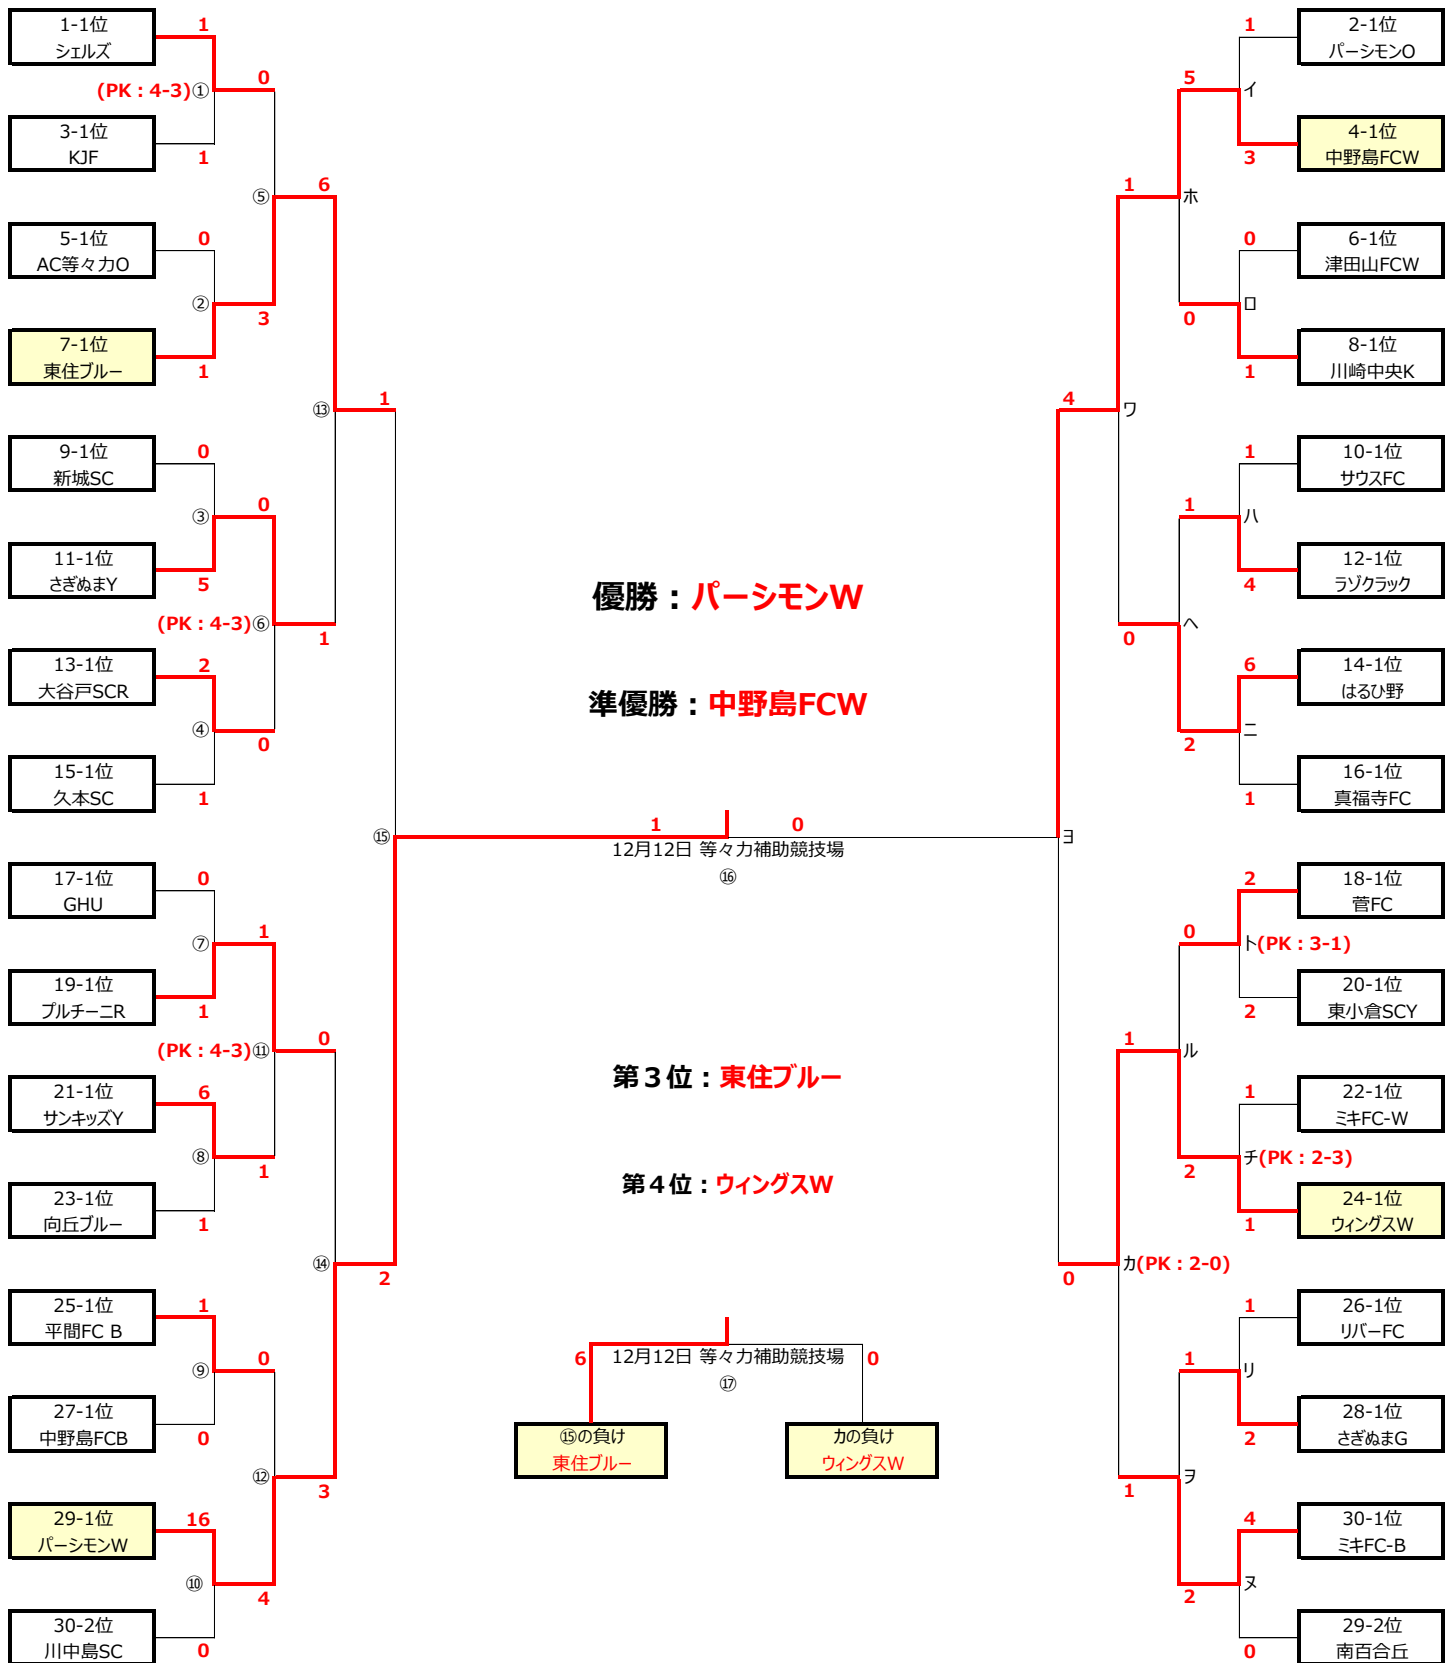 1-1位
シェルズ
1
(PK：4-3)①
0
3-1位
KJF
1
⑤
6
5-1位
AC等々力O
0
②
3
7-1位
東住ブルー
1
⑬
1
9-1位
新城SC
0
③
0
11-1位
さぎぬまY
5
(PK：4-3)⑥
1
13-1位
大谷戸SCR
2
④
0
15-1位
久本SC
1
⑮
17-1位
GHU
0
⑦
1
19-1位
プルチーニR
1
(PK：4-3)⑪
0
21-1位
サンキッズY
6
⑧
1
23-1位
向丘ブルー
1
⑭
2
25-1位
平間FC B
1
⑨
0
27-1位
中野島FCB
0
⑫
3
29-1位
パーシモンW
16
⑩
4
30-2位
川中島SC
0
優勝：パーシモンW
準優勝：中野島FCW
1
0
12月12日 等々力補助競技場
⑯
第３位：東住ブルー
第４位：ウィングスW
6
12月12日 等々力補助競技場
0
⑰
⑮の負け
東住ブルー
カの負け
ウィングスW
1
2-1位
パーシモンO
5
イ
3
4-1位
中野島FCW
1
ホ
0
6-1位
津田山FCW
0
ロ
1
8-1位
川崎中央K
4
ワ
1
10-1位
サウスFC
1
ハ
4
12-1位
ラゾクラック
0
ヘ
6
14-1位
はるひ野
2
ニ
1
16-1位
真福寺FC
ヨ
2
18-1位
菅FC
0
ト(PK：3-1)
2
20-1位
東小倉SCY
1
ル
1
22-1位
ミキFC-W
2
チ(PK：2-3)
1
24-1位
ウィングスW
0
カ(PK：2-0)
1
26-1位
リバーFC
1
リ
2
28-1位
さぎぬまG
1
ヲ
4
30-1位
ミキFC-B
2
ヌ
0
29-2位
南百合丘